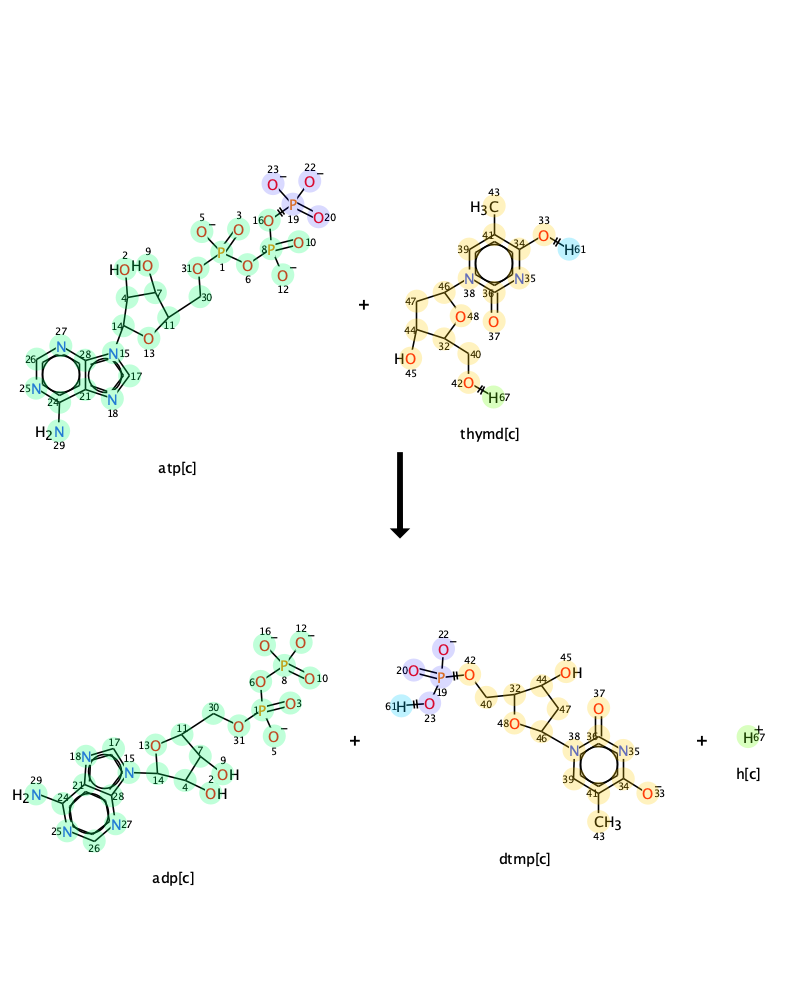 23 − 22 −
O O
P 19
O 20
16 O
5 − 3
O O
P 1
8 P O 10
O 6
O − 12
31 O
30
2 9
HO HO
4 7
11
14 O 13
27 N 28 N 15
26 17
25 N 24 21 N 18
H₂N 29
atp[c]
+
43
H₃C
41 33
O H 61
39 34
N 38 36 N 35
46 O 37
47 O 48
44 32
HO 45
40
42 O H 67
thymd[c]
16 − 12 −
O O
P 8
6 O O 10
30 1 P O 3
O 31 O − 5
11
13 O 7
9 OH
14 4 2 OH
17
18 N 15 N
29 21 28
H₂N 24
25 N N 27
26
adp[c]
+
22 −
O
20 O P 19 O 42
61 H O 23
40
32 44 45 OH
48 O 47
46
37 O
38 N 36 N 35
39 41 34 O − 33
CH₃
43
dtmp[c]
+
H + 67
h[c]